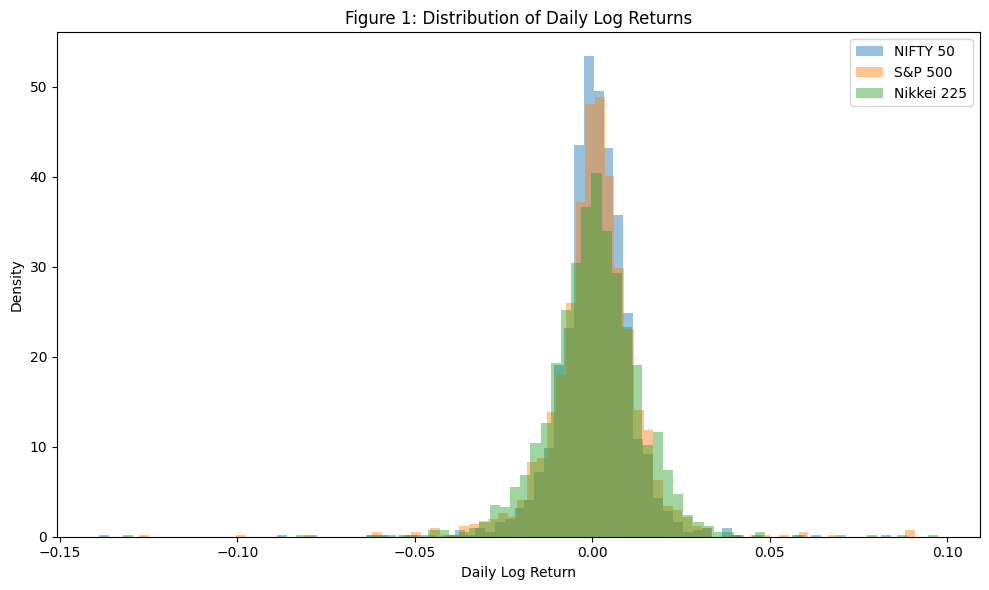 Figure 1: Distribution of Daily Log Returns
NIFTY 50
S&P 500
Nikkei 225
Density
50
40
30
20
10
0
−0.15
−0.10
−0.05
0.00
0.05
0.10
Daily Log Return